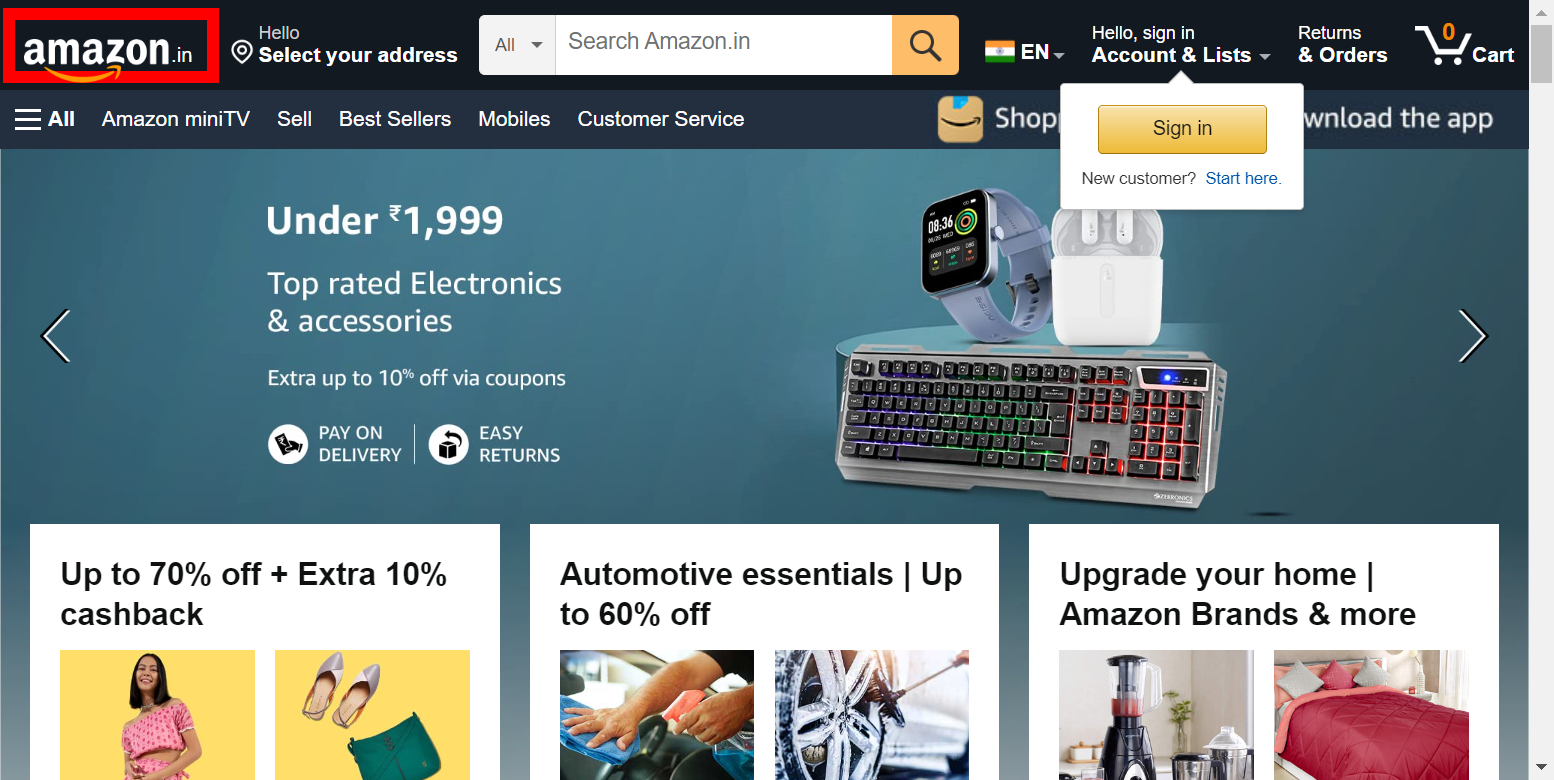 amazon.in
Hello
Select your address
All
Search Amazon.in
EN
Hello, sign in
Account & Lists
Returns
& Orders
0
Cart
All
Amazon miniTV
Sell
Best Sellers
Mobiles
Customer Service
Shop
wnload the app
Sign in
New customer? Start here.
Under ₹1,999
Top rated Electronics
& accessories
Extra up to 10% off via coupons
PAY ON
DELIVERY
EASY
RETURNS
08:36
ZEBRONICS
Up to 70% off + Extra 10%
cashback
Automotive essentials | Up
to 60% off
Upgrade your home |
Amazon Brands & more